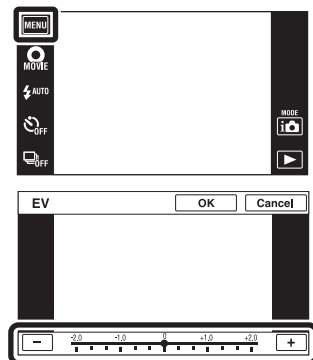 MENU
MOVIE
AUTO
OFF
OFF
MODE
EV
OK
Cancel
-2.0 -1.0 0 +1.0 +2.0